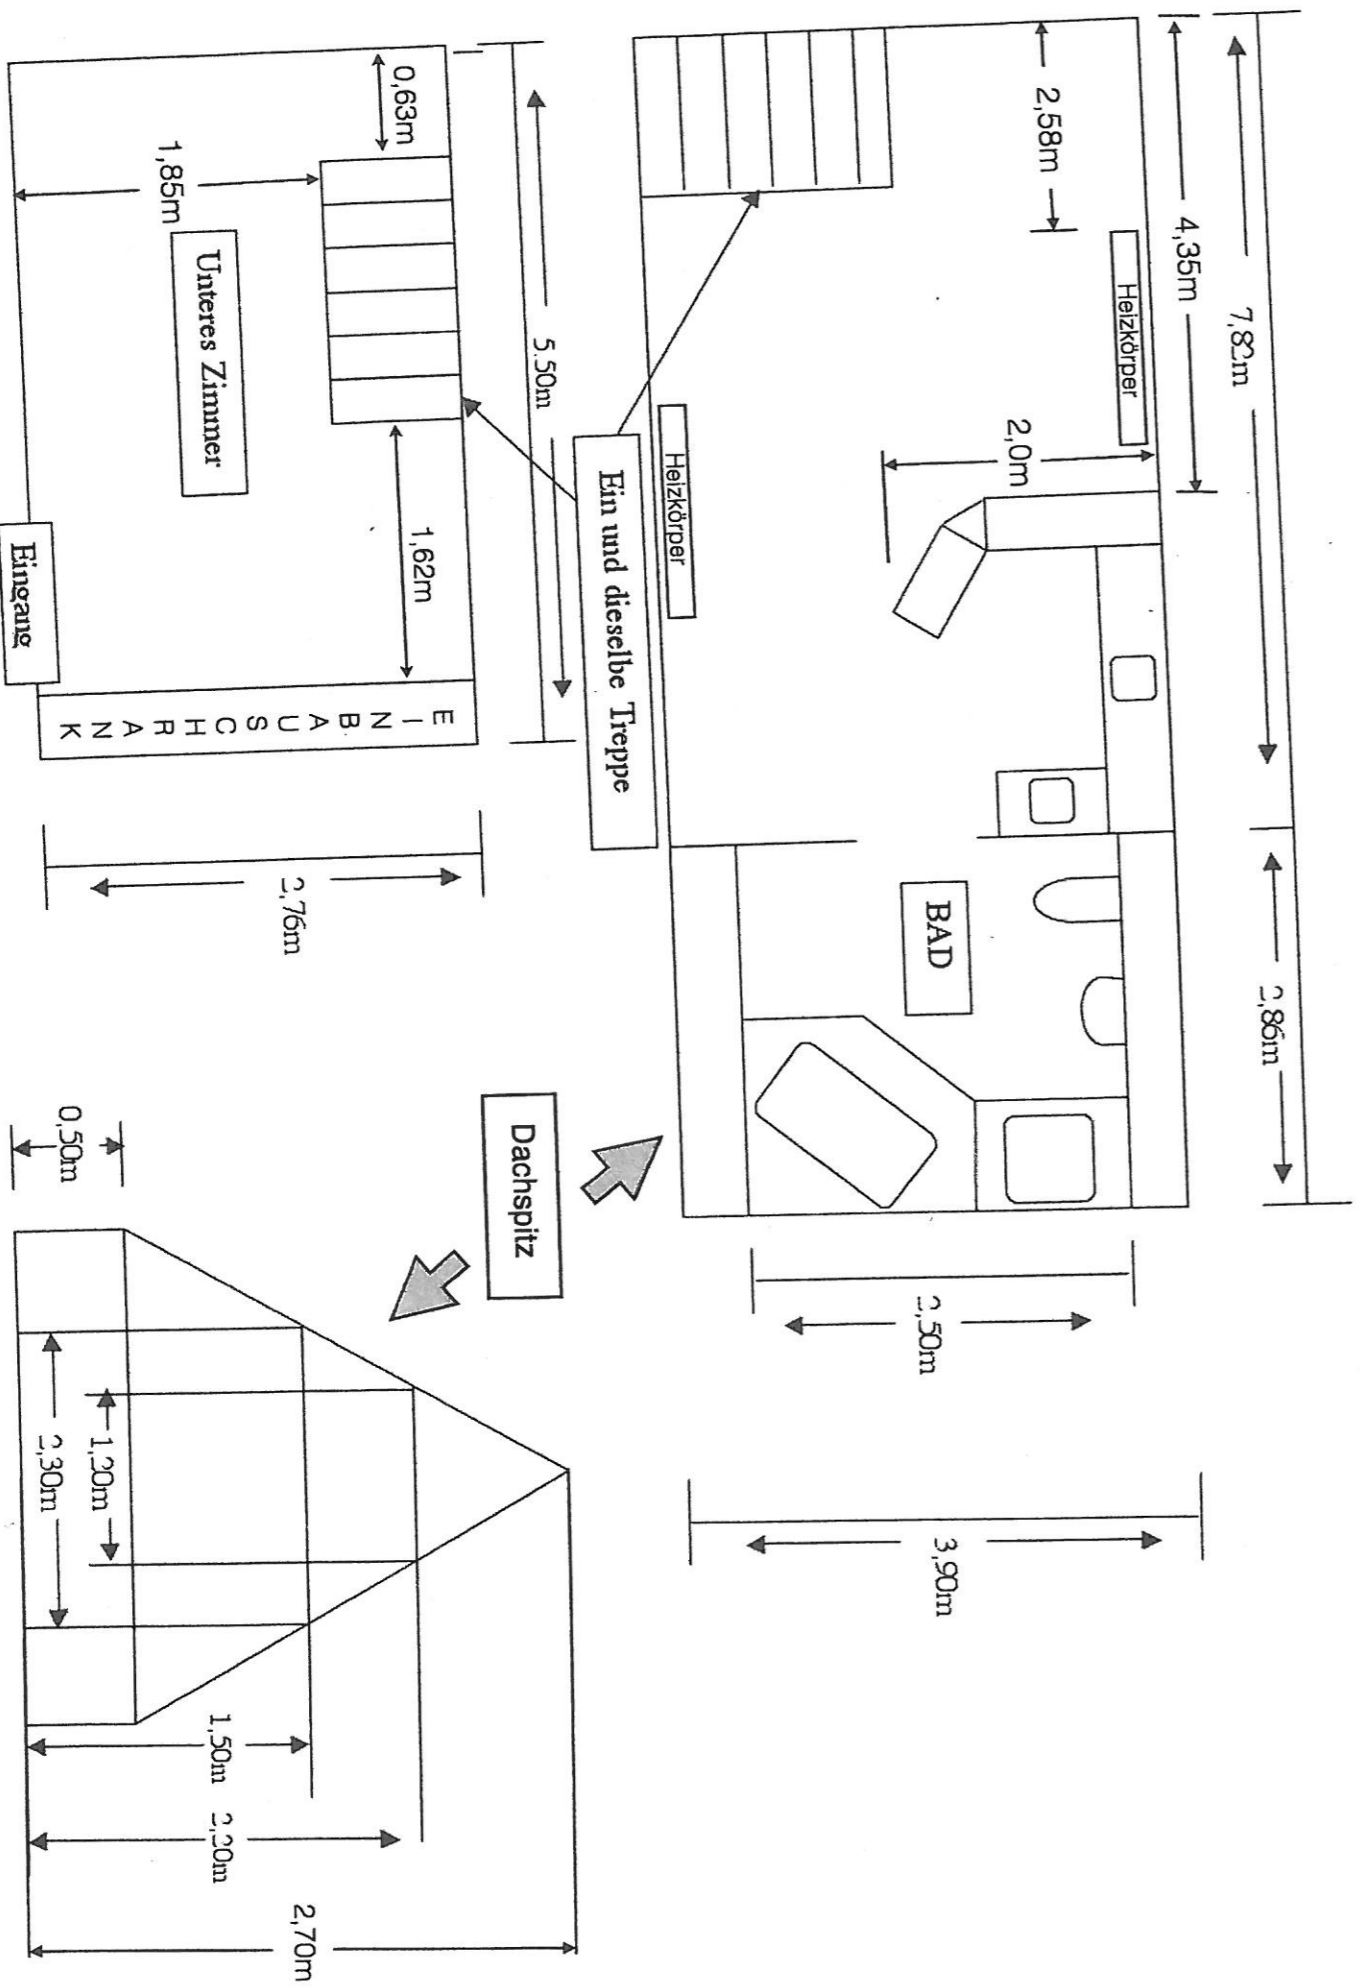 7,82m
2,86m
4,35m
2,58m
Heizkörper
2,0m
BAD
2,50m
3,90m
Heizkörper
Ein und dieselbe Treppe
5.50m
Dachspitz
0,63m
1,62m
EINBAUSCHRANK
1,85m
Unteres Zimmer
Eingang
2,76m
0,50m
1,20m
2,30m
1,50m
2,20m
2,70m